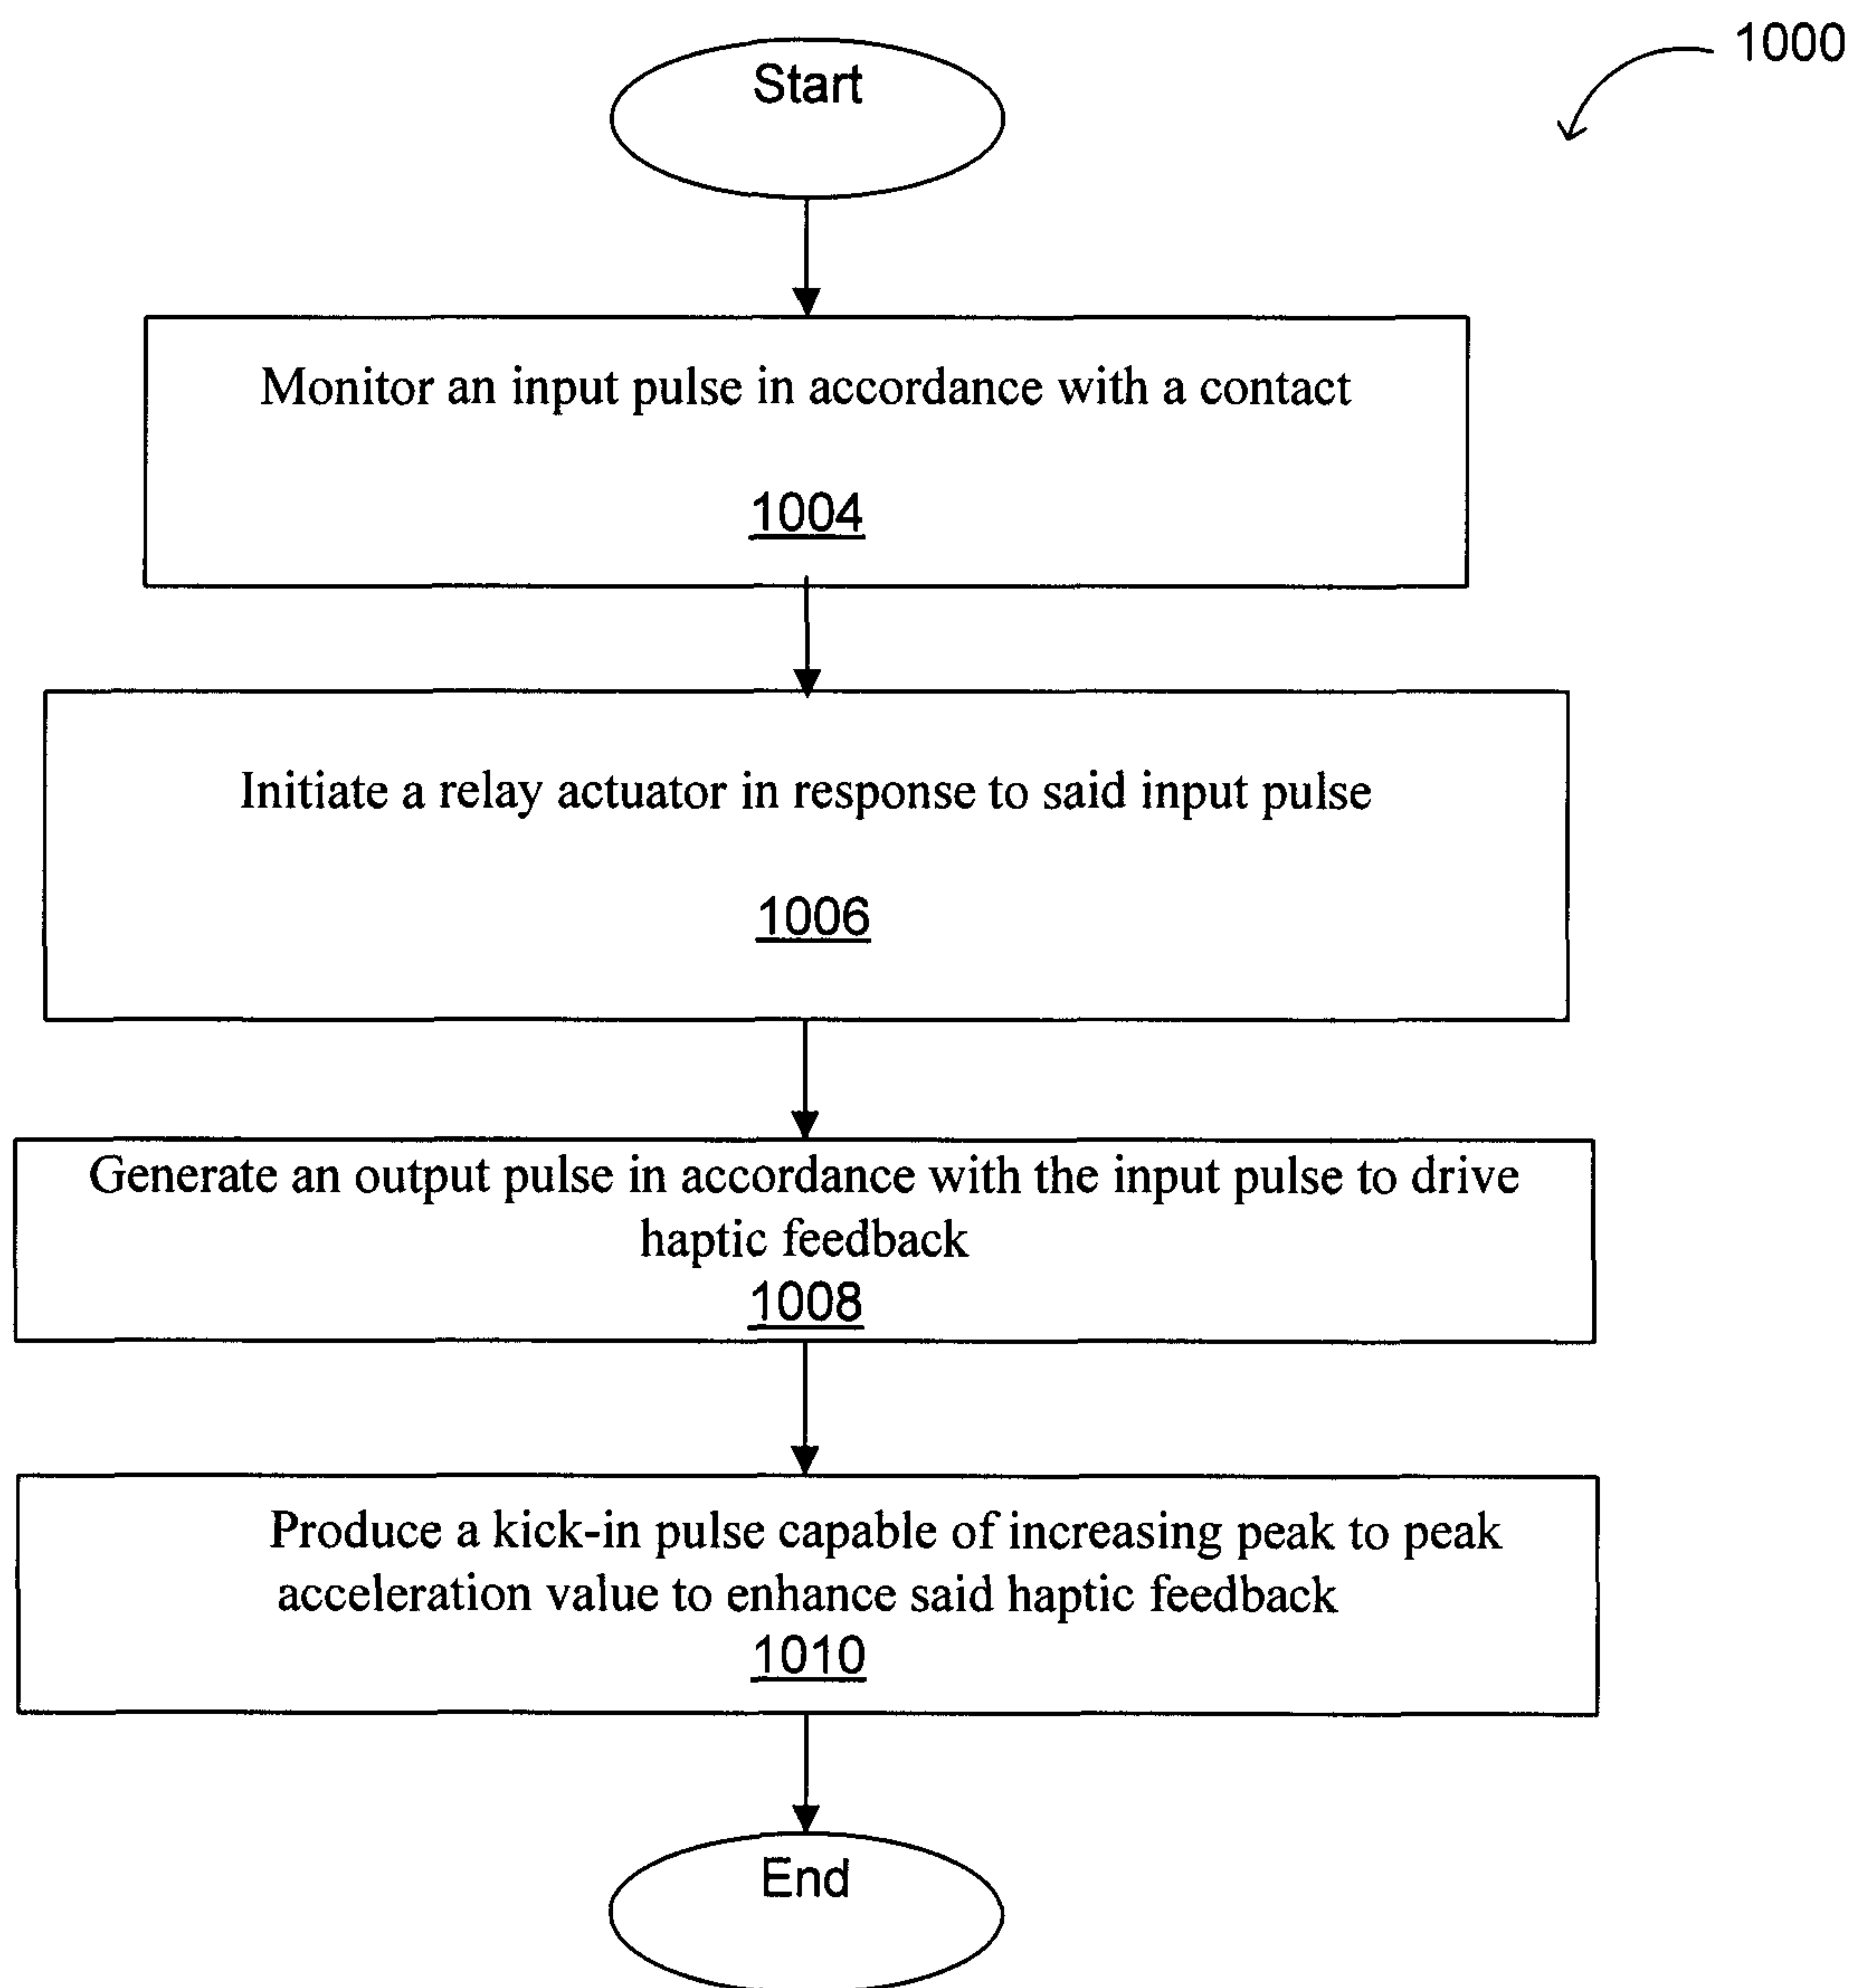 1000
Start
Monitor an input pulse in accordance with a contact
1004
Initiate a relay actuator in response to said input pulse
1006
Generate an output pulse in accordance with the input pulse to drive
haptic feedback
1008
Produce a kick-in pulse capable of increasing peak to peak
acceleration value to enhance said haptic feedback
1010
End